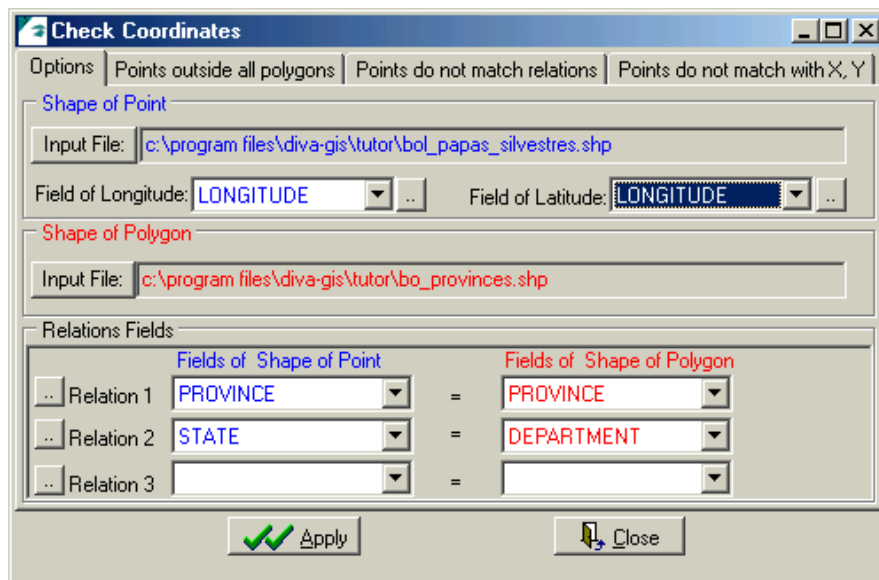 Check Coordinates
Options Points outside all polygons Points do not match relations Points do not match with X, Y
Shape of Point
Input File: c:\program files\diva-gis\tutor\bol_papas_silvestres.shp
Field of Longitude: LONGITUDE .. Field of Latitude: LONGITUDE ..
Shape of Polygon
Input File: c:\program files\diva-gis\tutor\bo_provinces.shp
Relations Fields
Fields of Shape of Point Fields of Shape of Polygon
.. Relation 1 PROVINCE = PROVINCE
.. Relation 2 STATE = DEPARTMENT
.. Relation 3 =
Apply Close